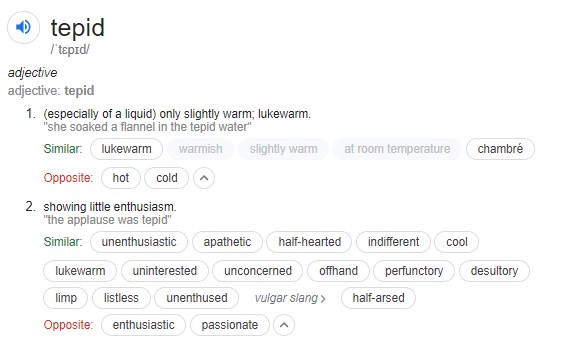 tepid
/ˈtɛpɪd/
adjective
adjective: tepid
1. (especially of a liquid) only slightly warm; lukewarm.
"she soaked a flannel in the tepid water"
Similar: lukewarm warmish slightly warm at room temperature chambré
Opposite: hot cold
2. showing little enthusiasm.
"the applause was tepid"
Similar: unenthusiastic apathetic half-hearted indifferent cool
lukewarm uninterested unconcerned offhand perfunctory desultory
limp listless unenthused vulgar slang > half-arsed
Opposite: enthusiastic passionate